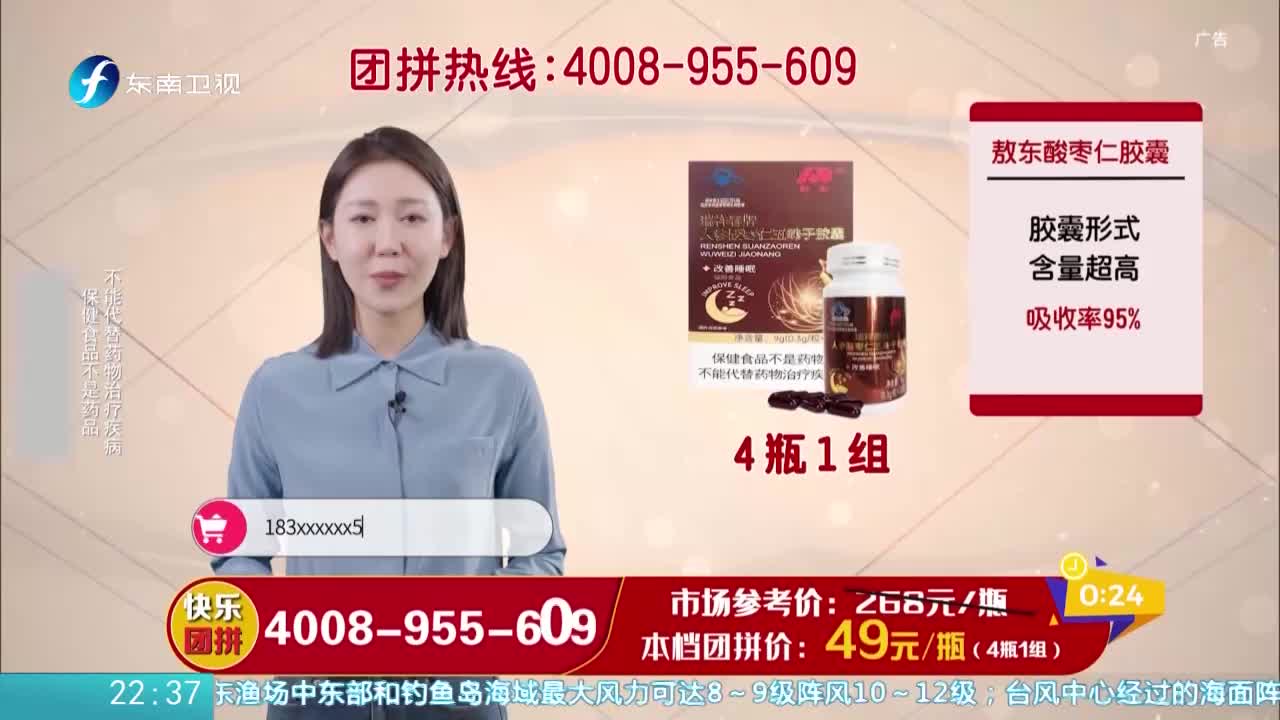 东南卫视
团拼热线:4008-955-609
广告
敖东酸枣仁胶囊
胶囊形式
含量超高
吸收率95%
不能代替药物治疗疾病
保健食品不是药品
RENSHEN SUANZAOREN
WUWEIZI JIAONANG
改善睡眠
IMPROVE SLEEP
保健食品不是药物
不能代替药物治疗疾
改善睡眠
4瓶1组
183xxxxxx5
快乐
团拼
4008-955-609
市场参考价：268元/瓶
本档团拼价：49元/瓶（4瓶1组）
0:24
22:37
东渔场中东部和钓鱼岛海域最大风力可达8～9级阵风10～12级；台风中心经过的海面阵